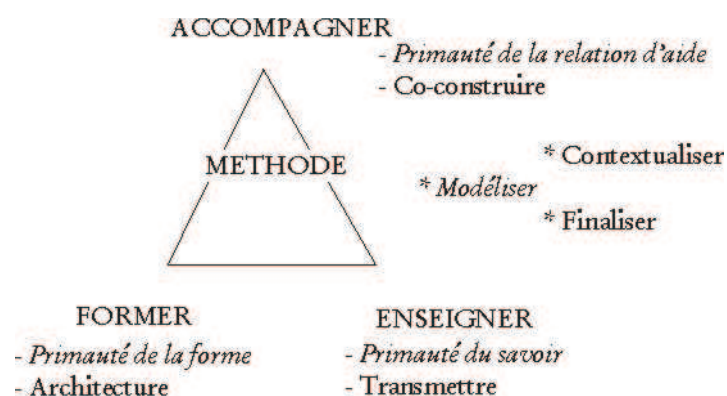 ACCOMPAGNER
- Primauté de la relation d'aide
- Co-construire
METHODE
* Contextualiser
* Modéliser
* Finaliser
FORMER
- Primauté de la forme
- Architecture
ENSEIGNER
- Primauté du savoir
- Transmettre